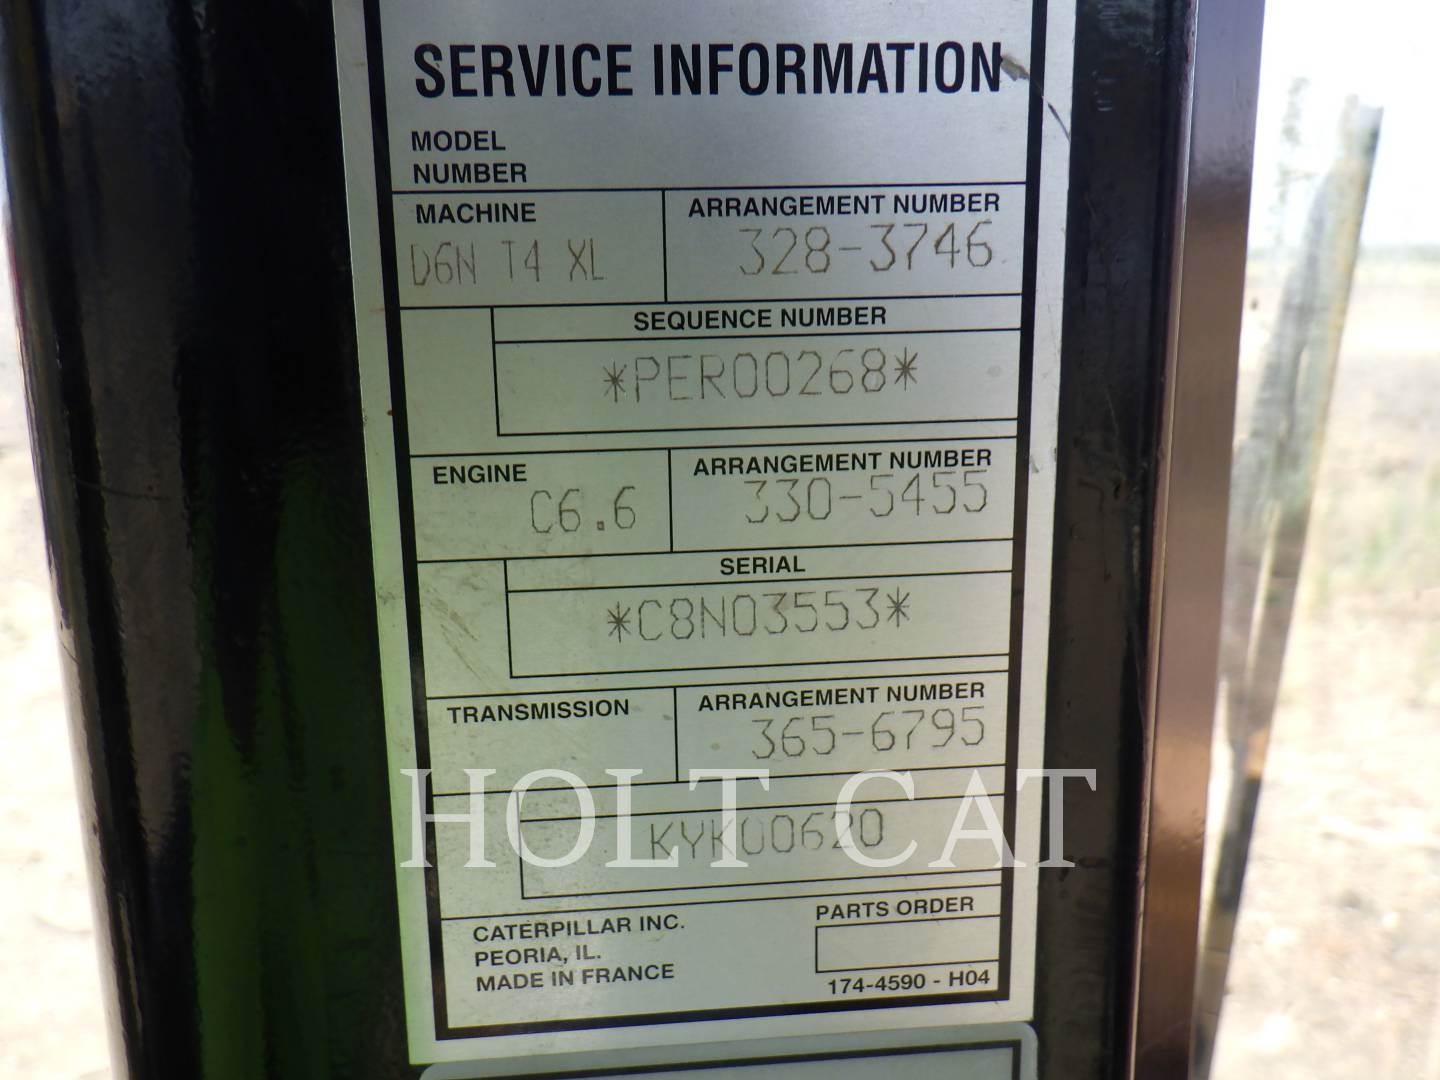 SERVICE INFORMATION
MODEL
NUMBER
MACHINE
ARRANGEMENT NUMBER
D6N T4 XL
328-3746
SEQUENCE NUMBER
*PER00268*
ENGINE
ARRANGEMENT NUMBER
C6.6
330-5455
SERIAL
*C8N03553*
TRANSMISSION
ARRANGEMENT NUMBER
365-6795
HOLT CAT
KYK00620
CATERPILLAR INC.
PEORIA, IL.
MADE IN FRANCE
PARTS ORDER
174-4590 - H04